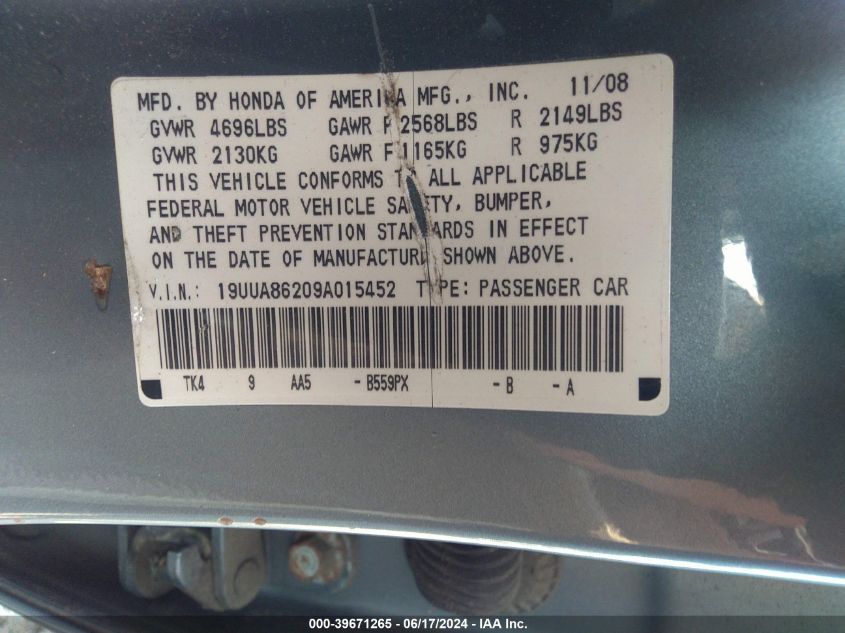 MFD. BY HONDA OF AMERICA MFG., INC. 11/08
GVWR 4696LBS GAWR F 2568LBS R 2149LBS
GVWR 2130KG GAWR F 1165KG R 975KG
THIS VEHICLE CONFORMS TO ALL APPLICABLE
FEDERAL MOTOR VEHICLE SAFETY, BUMPER,
AND THEFT PREVENTION STANDARDS IN EFFECT
ON THE DATE OF MANUFACTURE SHOWN ABOVE.
V.I.N.: 19UUA86209A015452 TYPE: PASSENGER CAR
TK4 9 AA5 - B559PX - B - A
000-39671265 - 06/17/2024 - IAA Inc.